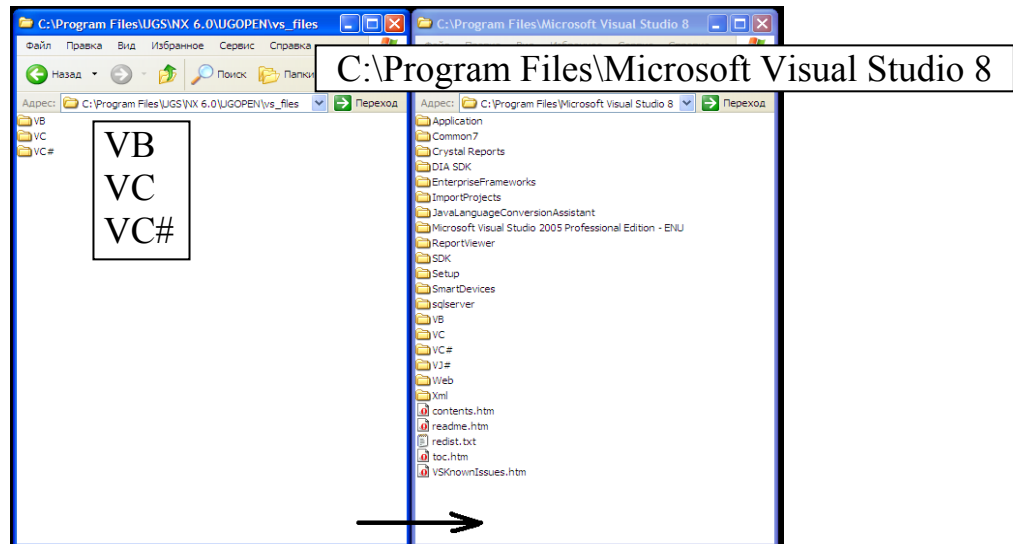 C:\Program Files\UGS\NX 6.0\UGOPEN\vs_files
Файл Правка Вид Избранное Сервис Справка
Назад Поиск Папки
Адрес: C:\Program Files\UGS\NX 6.0\UGOPEN\vs_files Переход
VB
VC
VC#
VB
VC
VC#
C:\Program Files\Microsoft Visual Studio 8
C:\Program Files\Microsoft Visual Studio 8
Адрес: C:\Program Files\Microsoft Visual Studio 8 Переход
Application
Common7
Crystal Reports
DIA SDK
EnterpriseFrameworks
ImportProjects
JavaLanguageConversionAssistant
Microsoft Visual Studio 2005 Professional Edition - ENU
ReportViewer
SDK
Setup
SmartDevices
sqlserver
VB
VC
VC#
VJ#
Web
Xml
contents.htm
readme.htm
redist.txt
toc.htm
VSKnownIssues.htm